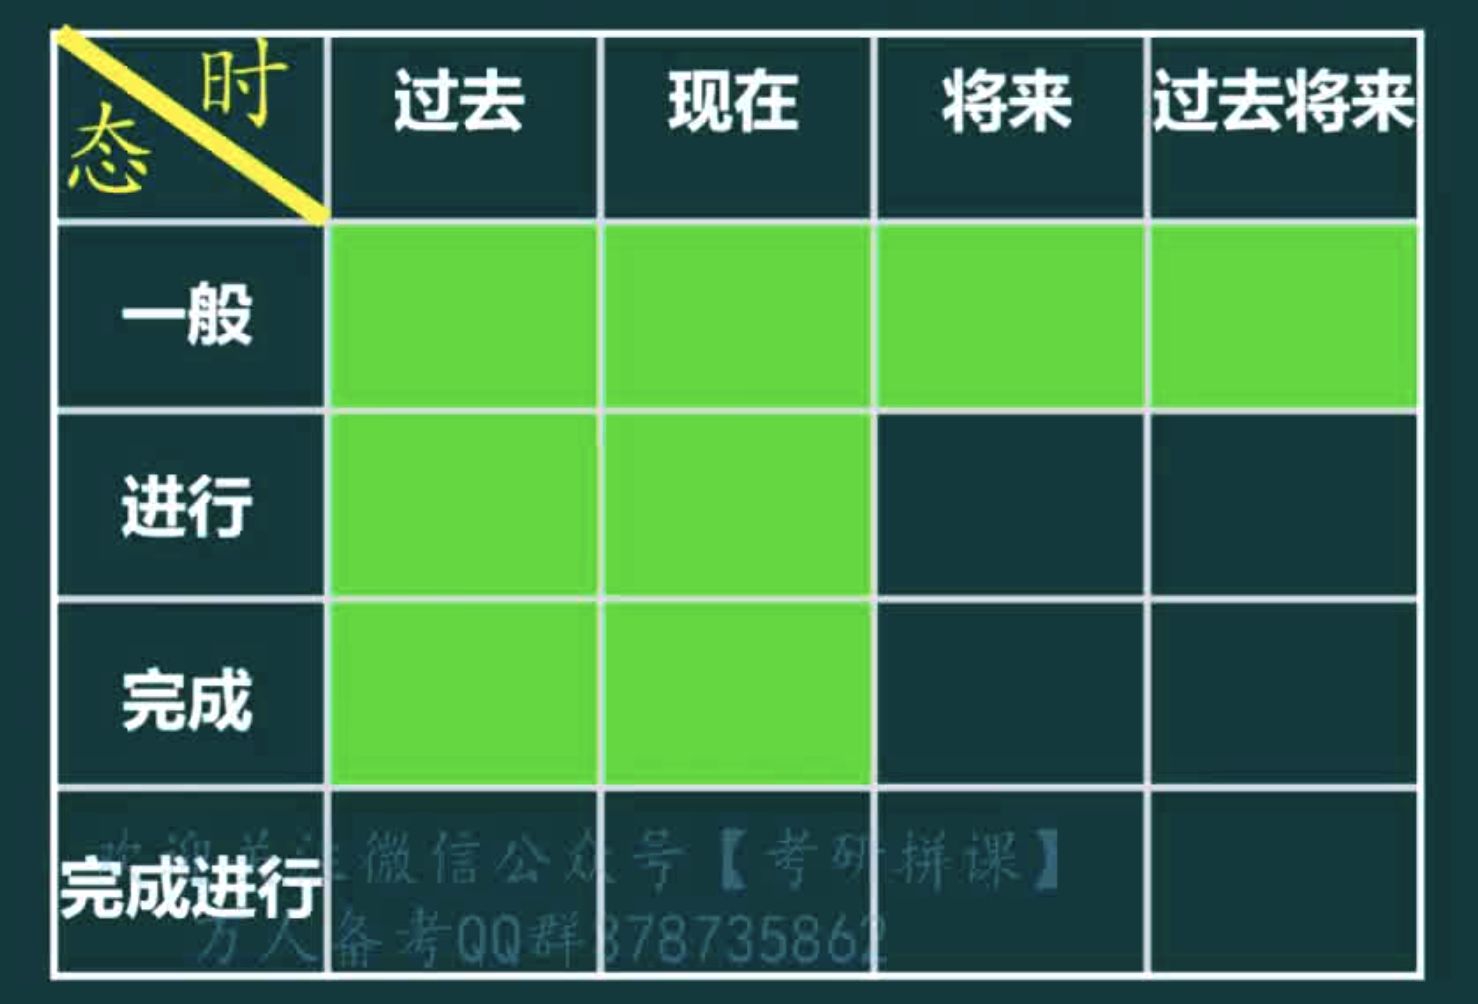 时 过去 现在 将来 过去将来
态
一般
进行
完成
欢迎关注微信公众号【考研拼课】
完成进行
万人备考QQ群878735862